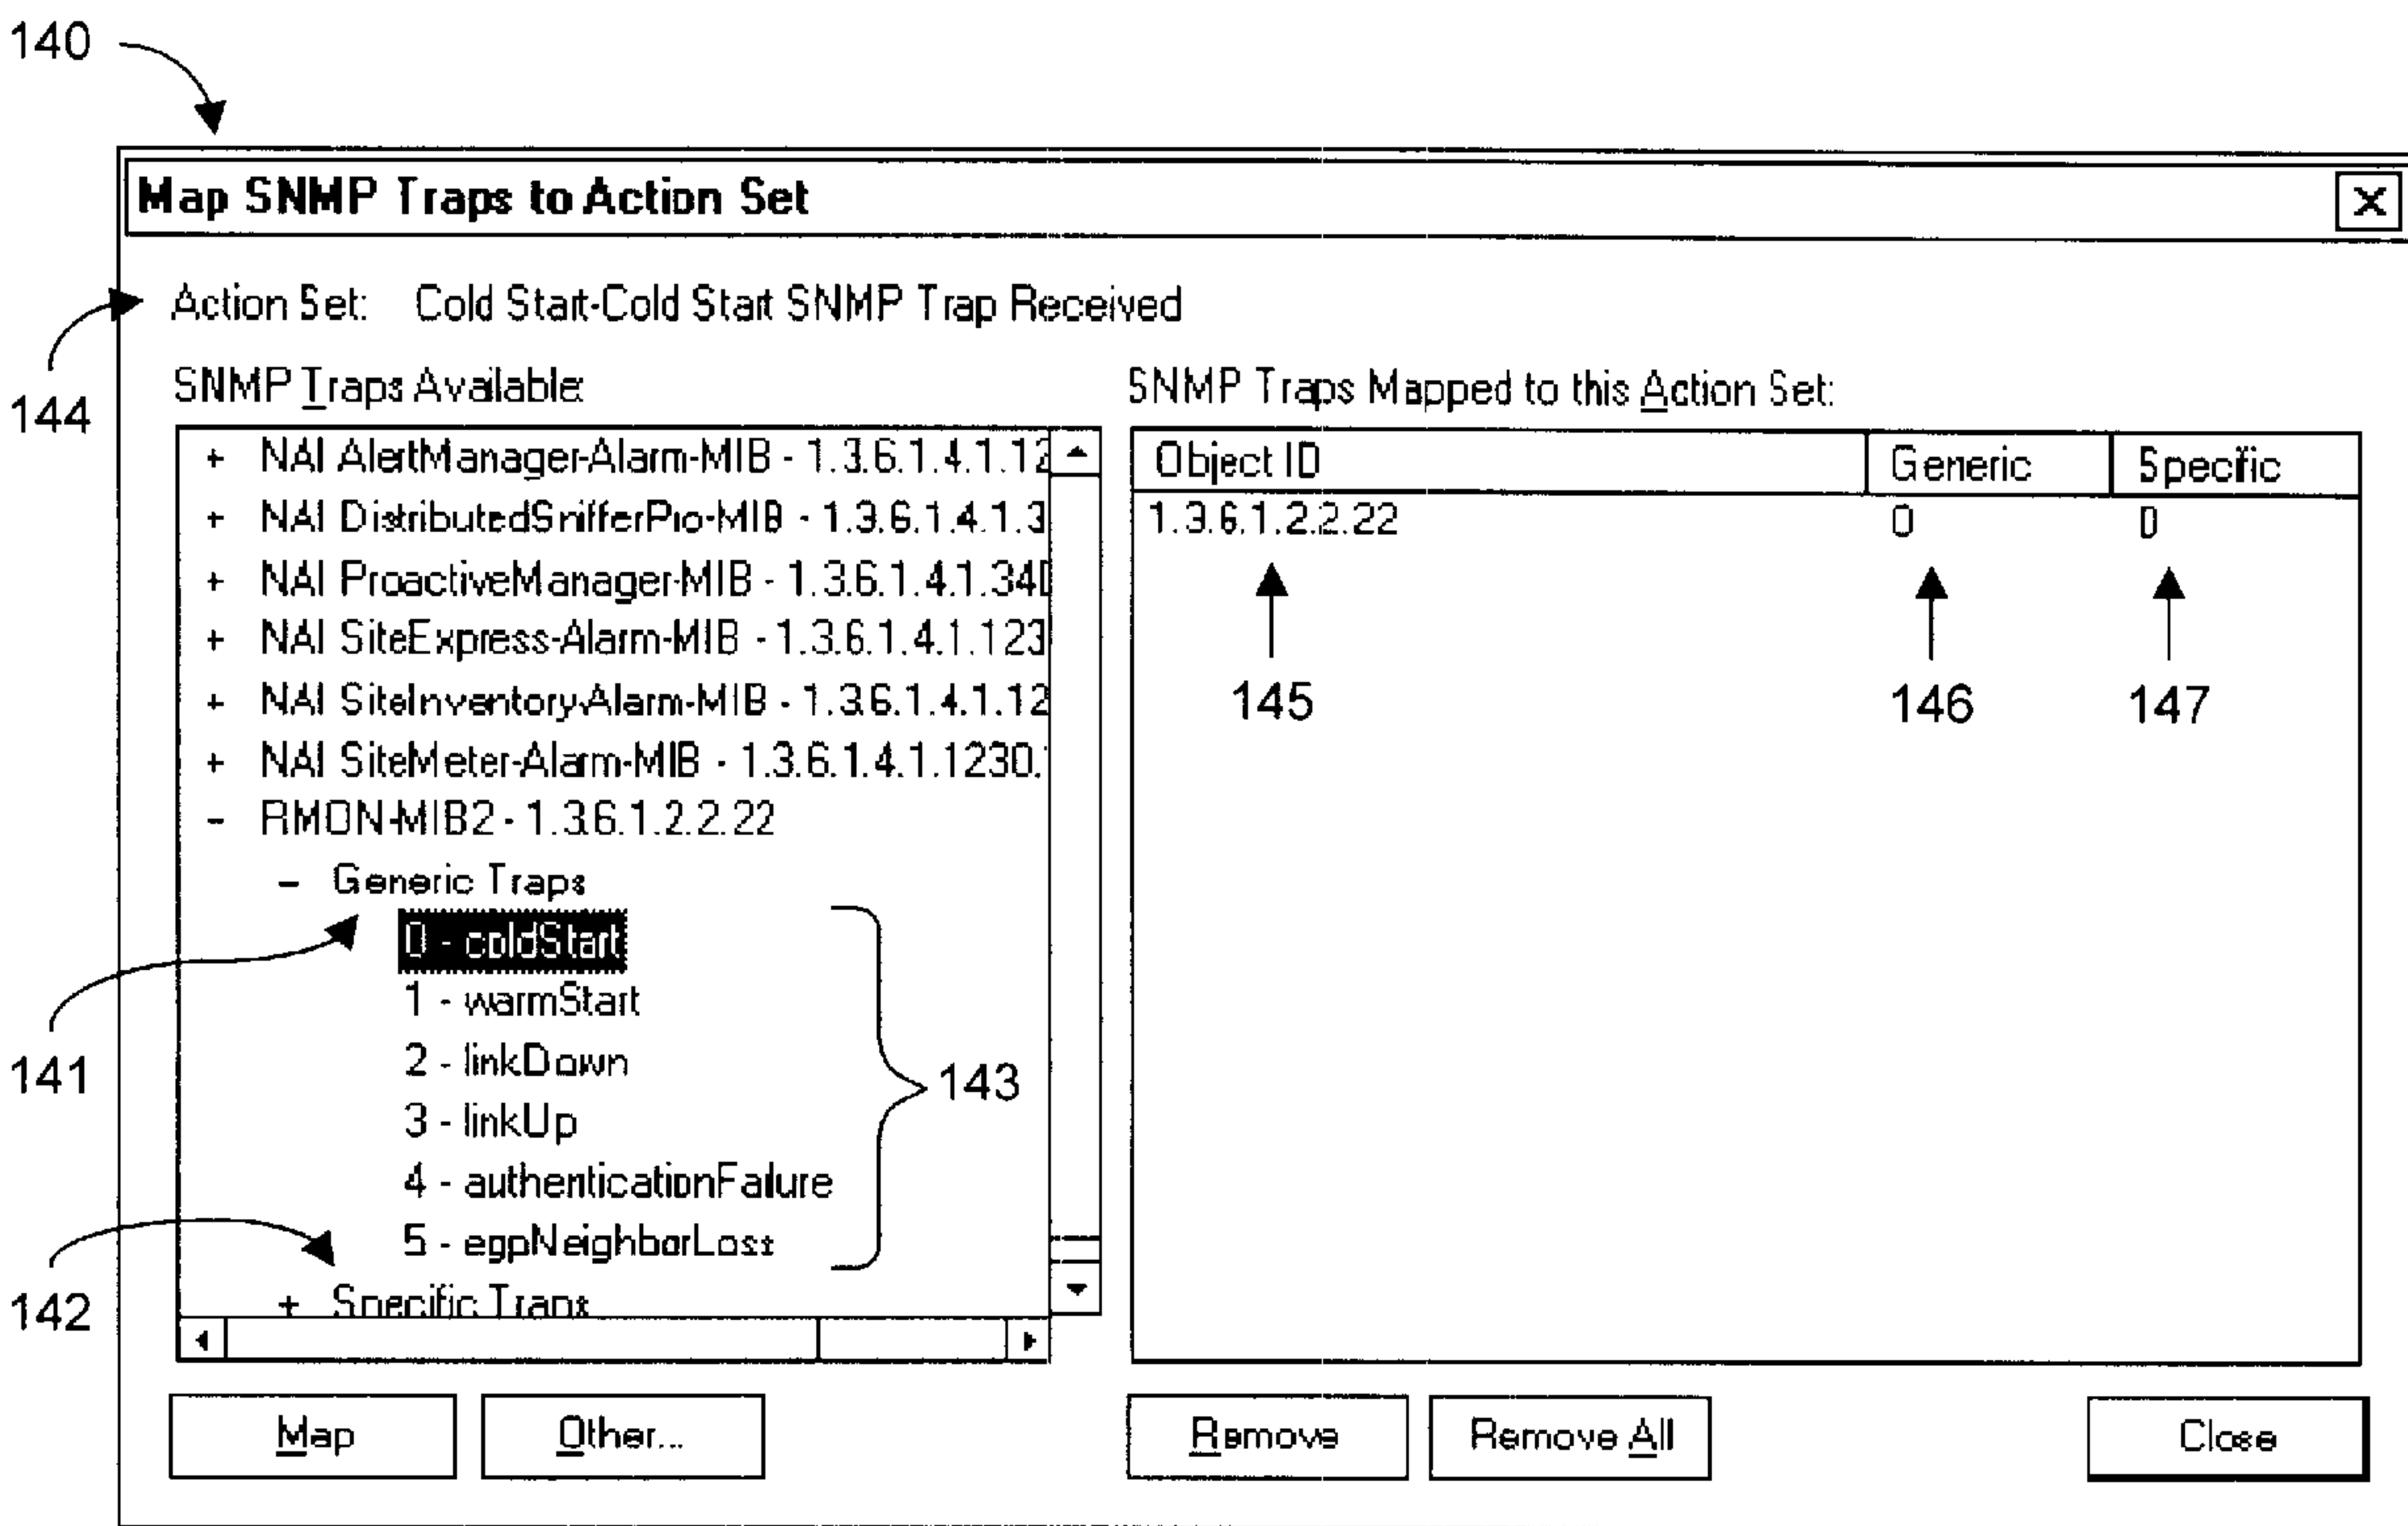 140
Map SNMP Traps to Action Set
Action Set: Cold Start-Cold Start SNMP Trap Received
144
SNMP Traps Available:
+ NAI AlertManager-Alarm-MIB - 1.3.6.1.4.1.12
+ NAI DistributedSnifferPro-MIB - 1.3.6.1.4.1.3
+ NAI ProactiveManager-MIB - 1.3.6.1.4.1.340
+ NAI SiteExpress-Alarm-MIB - 1.3.6.1.4.1.123
+ NAI SiteInventory-Alarm-MIB - 1.3.6.1.4.1.12
+ NAI SiteMeter-Alarm-MIB - 1.3.6.1.4.1.1230.
- RMON-MIB2 - 1.3.6.1.2.2.22
- Generic Traps
0 - coldStart
1 - warmStart
2 - linkDown
3 - linkUp
4 - authenticationFailure
5 - egpNeighborLoss
+ Specific Traps
141
142
143
Map
Other...
SNMP Traps Mapped to this Action Set:
Object ID Generic Specific
1.3.6.1.2.2.22 0 0
145 146 147
Remove
Remove All
Close